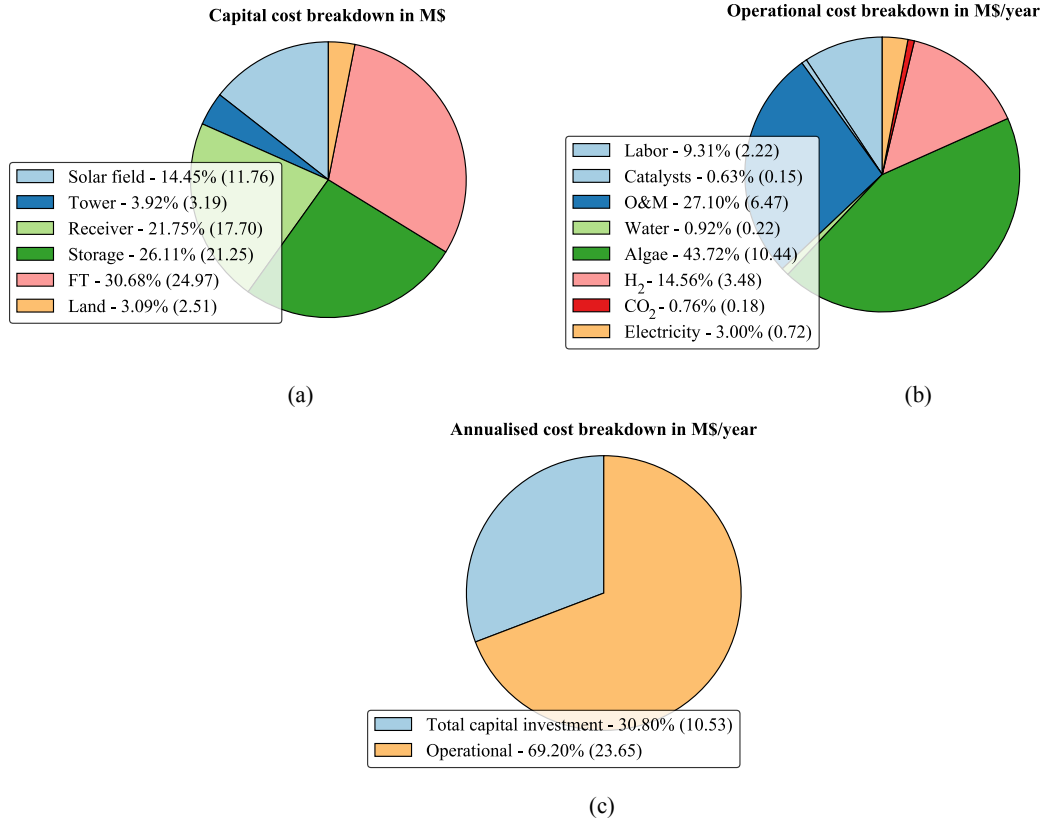 Capital cost breakdown in M$
Solar field - 14.45% (11.76)
Tower - 3.92% (3.19)
Receiver - 21.75% (17.70)
Storage - 26.11% (21.25)
FT - 30.68% (24.97)
Land - 3.09% (2.51)
(a)
Operational cost breakdown in M$/year
Labor - 9.31% (2.22)
Catalysts - 0.63% (0.15)
O&M - 27.10% (6.47)
Water - 0.92% (0.22)
Algae - 43.72% (10.44)
H₂ - 14.56% (3.48)
CO₂ - 0.76% (0.18)
Electricity - 3.00% (0.72)
(b)
Annualised cost breakdown in M$/year
Total capital investment - 30.80% (10.53)
Operational - 69.20% (23.65)
(c)